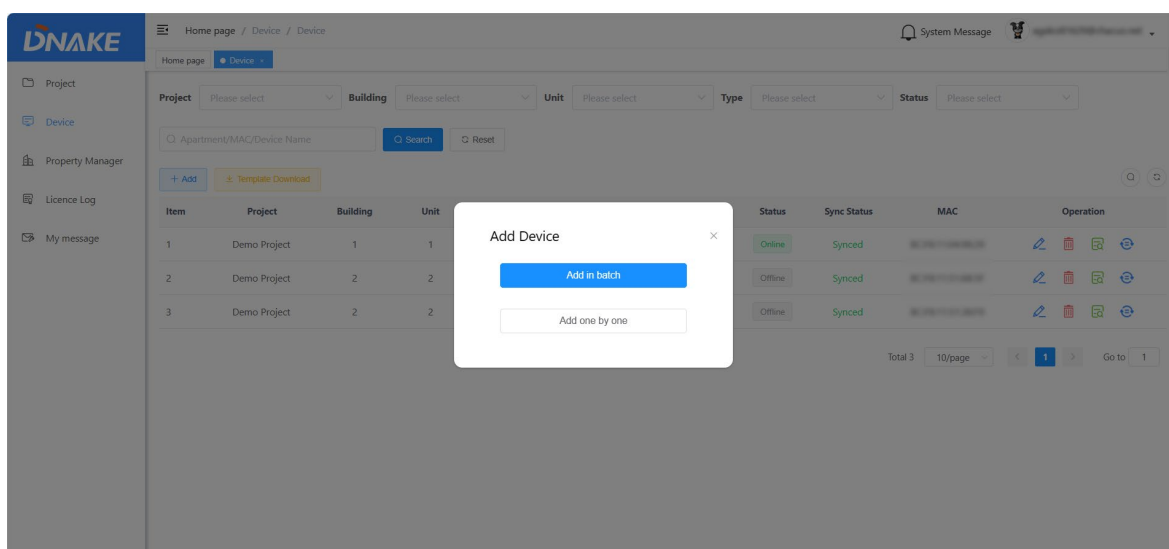 DNAKE
Home page / Device / Device
System Message
Home page
Device ×
Project
Device
Property Manager
Licence Log
My message
Project Please select Building Please select Unit Please select Type Please select Status Please select
Apartment/MAC/Device Name Search Reset
+ Add Template Download
Item Project Building Unit Status Sync Status MAC Operation
1 Demo Project 1 1 Online Synced
2 Demo Project 2 2 Offline Synced
3 Demo Project 2 2 Offline Synced
Add Device ×
Add in batch
Add one by one
Total 3 10/page < 1 > Go to 1